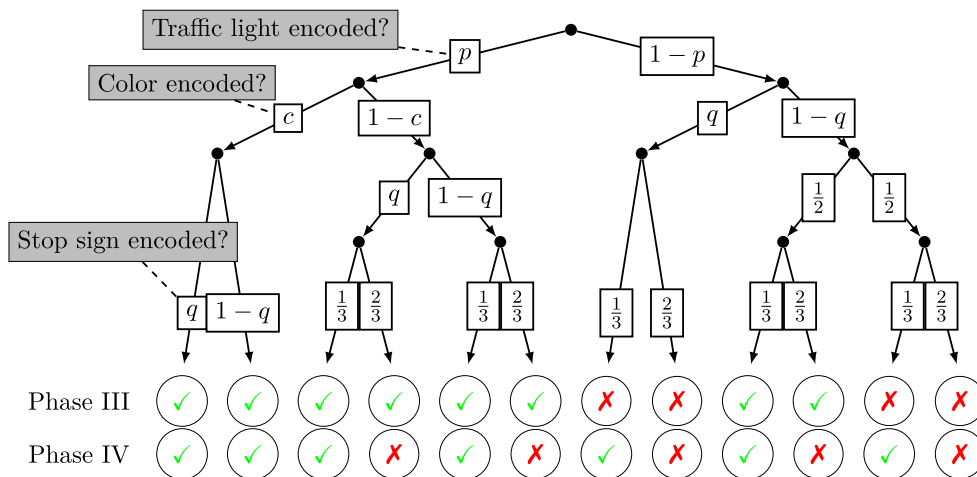 Traffic light encoded?
p
1 − p
Color encoded?
c
1 − c
q
1 − q
q
1 − q
1/2
1/2
Stop sign encoded?
q
1 − q
1/3
2/3
1/3
2/3
1/3
2/3
1/3
2/3
1/3
2/3
Phase III ✓ ✓ ✓ ✓ ✓ ✓ ✗ ✗ ✓ ✓ ✗ ✗
Phase IV ✓ ✓ ✓ ✗ ✓ ✗ ✓ ✗ ✓ ✗ ✓ ✗